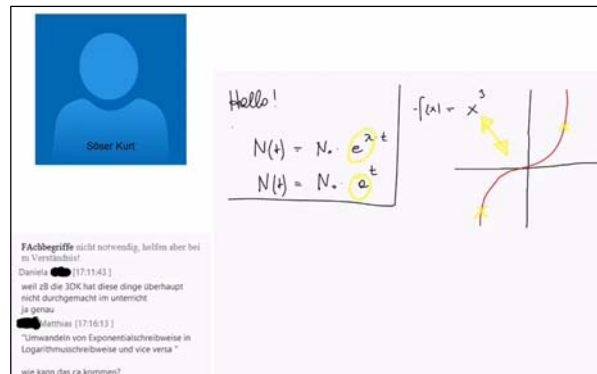 Söser Kurt
Hello!
N(t) = N₀ · e^λt
N(t) = N₀ · a^t
f(x) = x³
FAchbegriffe nicht notwendig, helfen aber bei
m Verständnis!
Daniela [17:11:43]
weil zB die 3DK hat diese dinge überhaupt
nicht durchgemacht im unterricht
ja genau
Matthias [17:16:13]
"Umwandeln von Exponentialschreibweise in
Logarithmusschreibweise und vice versa "
wie kann das ca kommen?